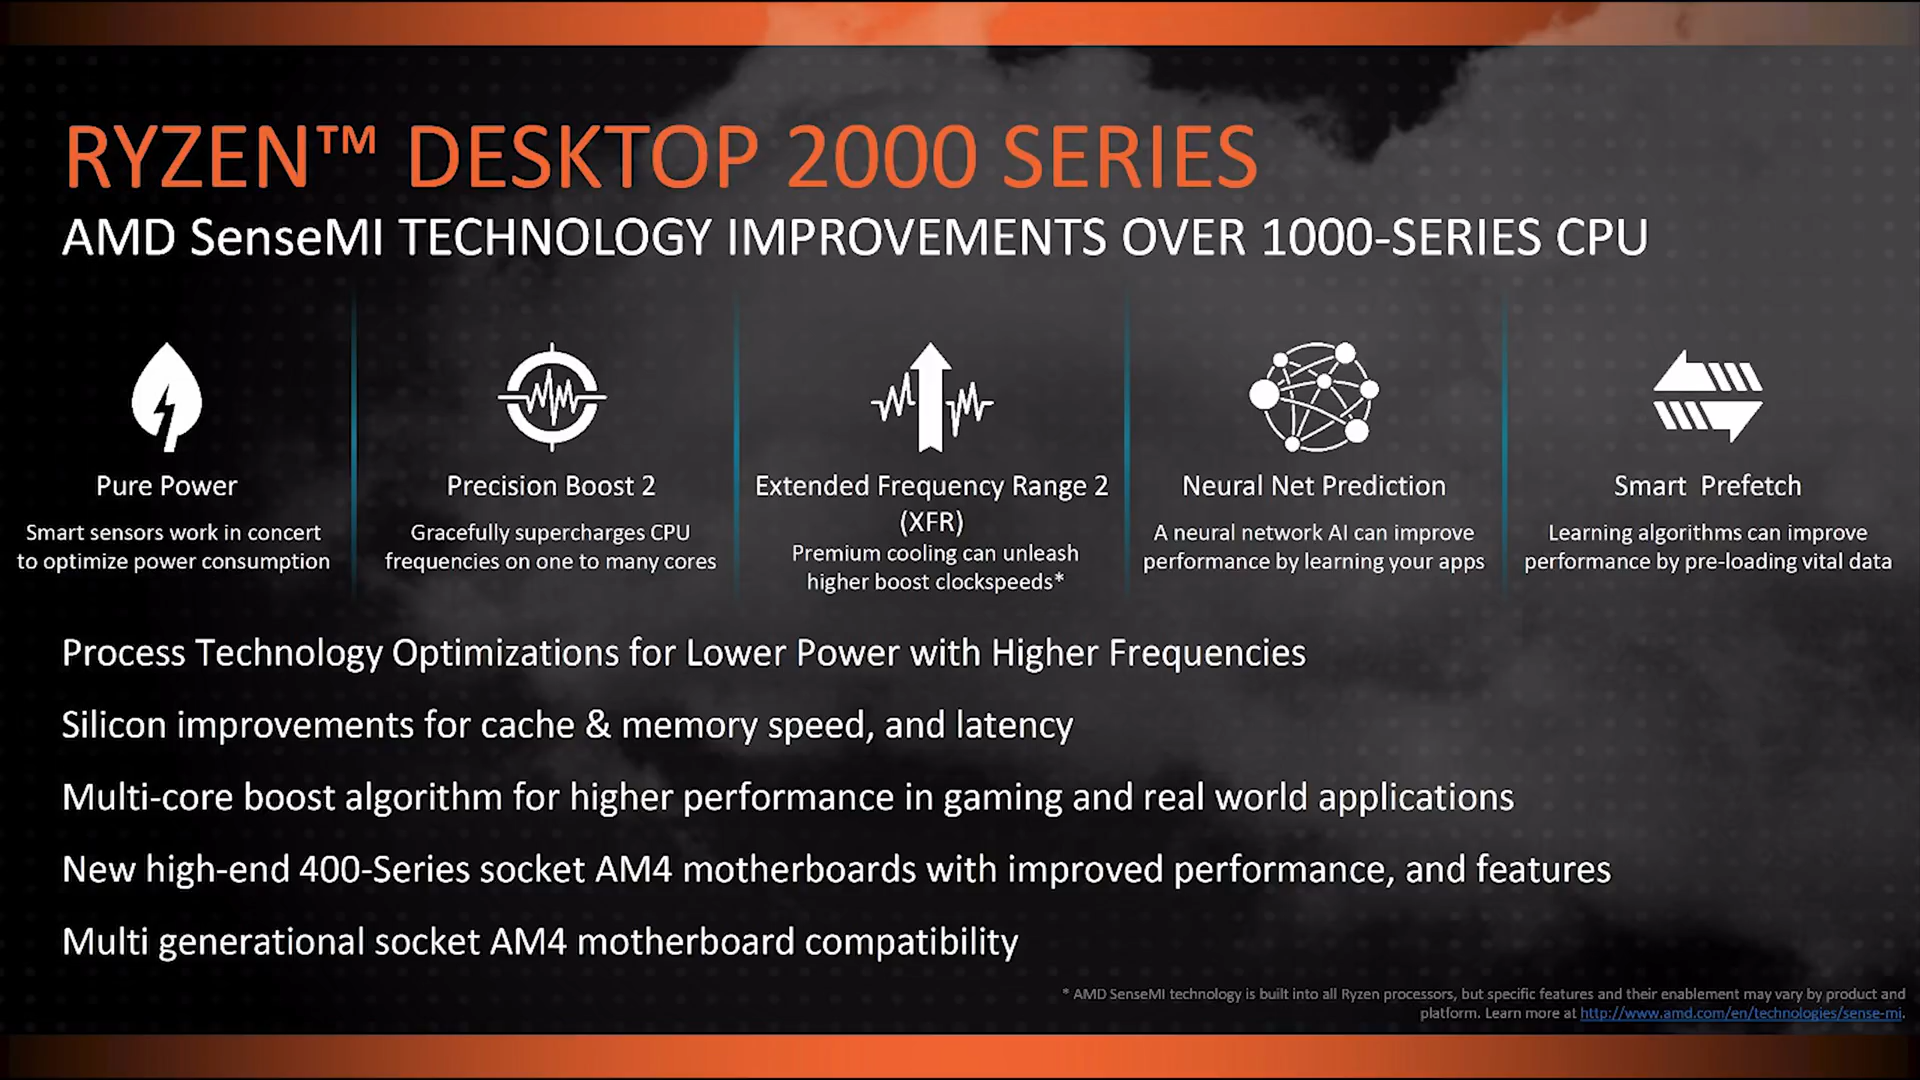 RYZEN™ DESKTOP 2000 SERIES
AMD SenseMI TECHNOLOGY IMPROVEMENTS OVER 1000-SERIES CPU
Pure Power
Smart sensors work in concert
to optimize power consumption
Precision Boost 2
Gracefully supercharges CPU
frequencies on one to many cores
Extended Frequency Range 2
(XFR)
Premium cooling can unleash
higher boost clockspeeds*
Neural Net Prediction
A neural network AI can improve
performance by learning your apps
Smart Prefetch
Learning algorithms can improve
performance by pre-loading vital data
Process Technology Optimizations for Lower Power with Higher Frequencies
Silicon improvements for cache & memory speed, and latency
Multi-core boost algorithm for higher performance in gaming and real world applications
New high-end 400-Series socket AM4 motherboards with improved performance, and features
Multi generational socket AM4 motherboard compatibility
* AMD SenseMI technology is built into all Ryzen processors, but specific features and their enablement may vary by product and
platform. Learn more at http://www.amd.com/en/technologies/sense-mi.